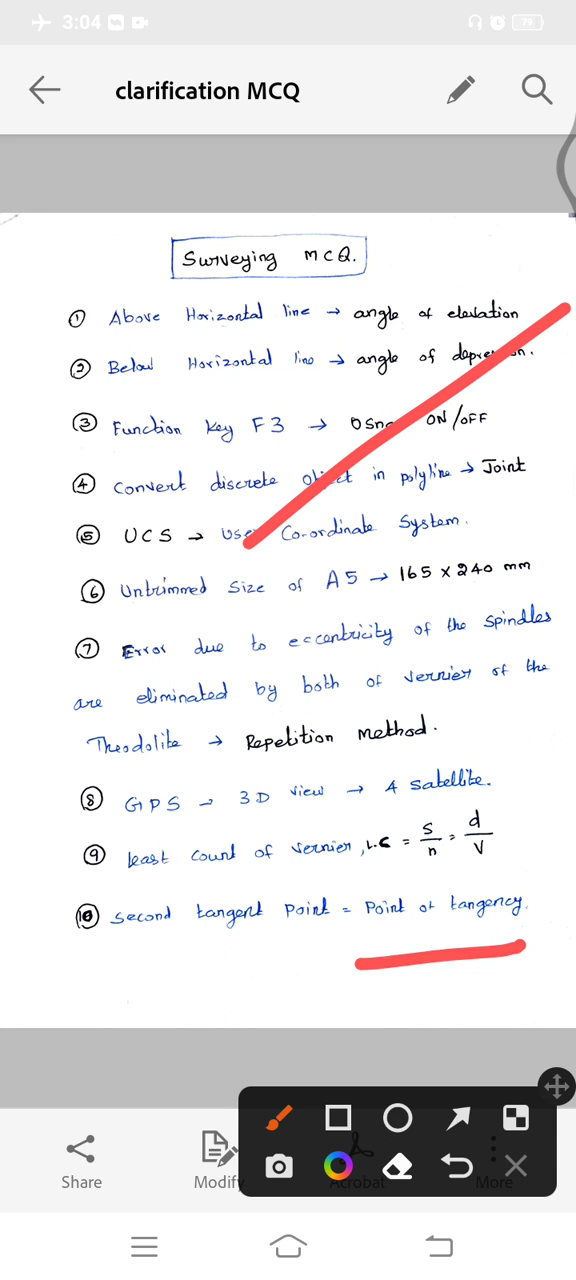 3:04
79
clarification MCQ
Surveying MCQ.
① Above Horizontal line → angle of elevation
② Below Horizontal line → angle of
③ Function Key F3 → ON/OFF
④ Convert discrete in polyline → Joint
⑤ UCS → Co-ordinate System.
⑥ Untrimmed Size of A5 → 165 x 240 mm
⑦ Error due to eccentricity of the Spindles
are eliminated by both of Vernier of the
Theodolite → Repetition Method.
⑧ GPS → 3D view → 4 Satellite.
⑨ least count of vernier, L.C = S/n = d/V
⑩ Second tangent Point = Point of tangency.
Share
Modify
Acrobat
More